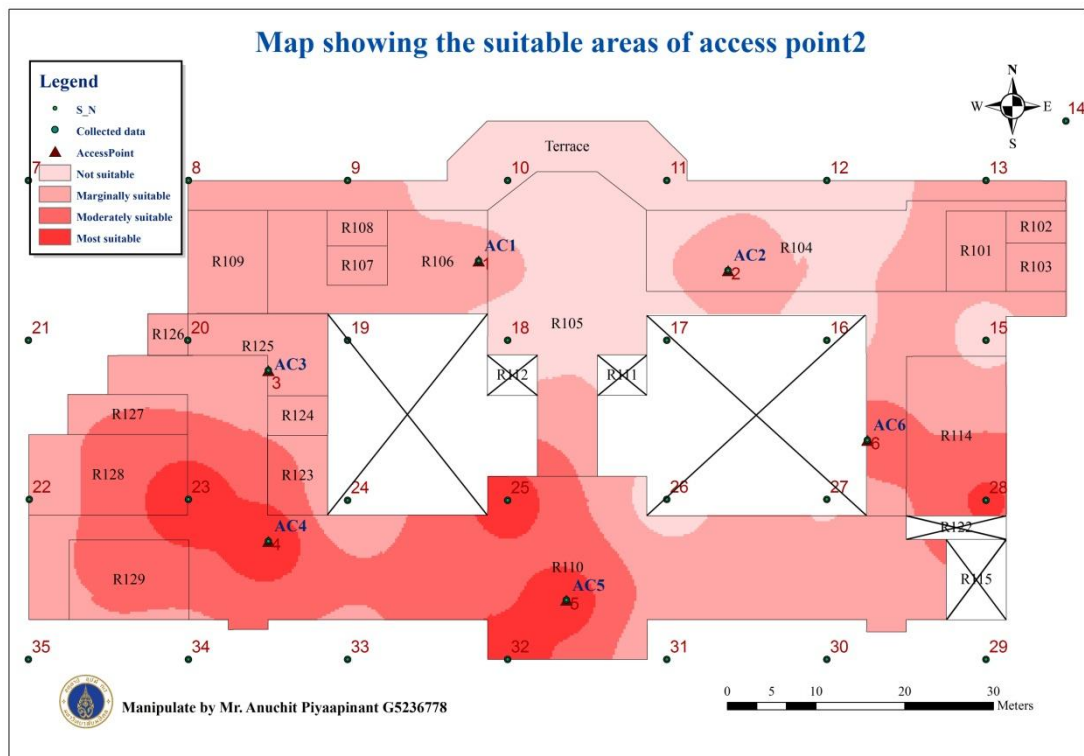 Map showing the suitable areas of access point2
Legend
S_N
Collected data
AccessPoint
Not suitable
Marginally suitable
Moderately suitable
Most suitable
N
W E
S
14
7 8 9 10 11 12 13
Terrace
R108
R107
R109
R106
AC1
1
AC2
2
R104
R101
R102
R103
R105
21 20 19 18 17 16 15
R126
R125
AC3
3
R112
R111
R127
R124
R114
AC6
6
R128
R123
22 23 24 25 26 27 28
AC4
4
R122
R129
R110
AC5
5
R115
35 34 33 32 31 30 29
Manipulate by Mr. Anuchit Piyaapinant G5236778
0 5 10 20 30
Meters